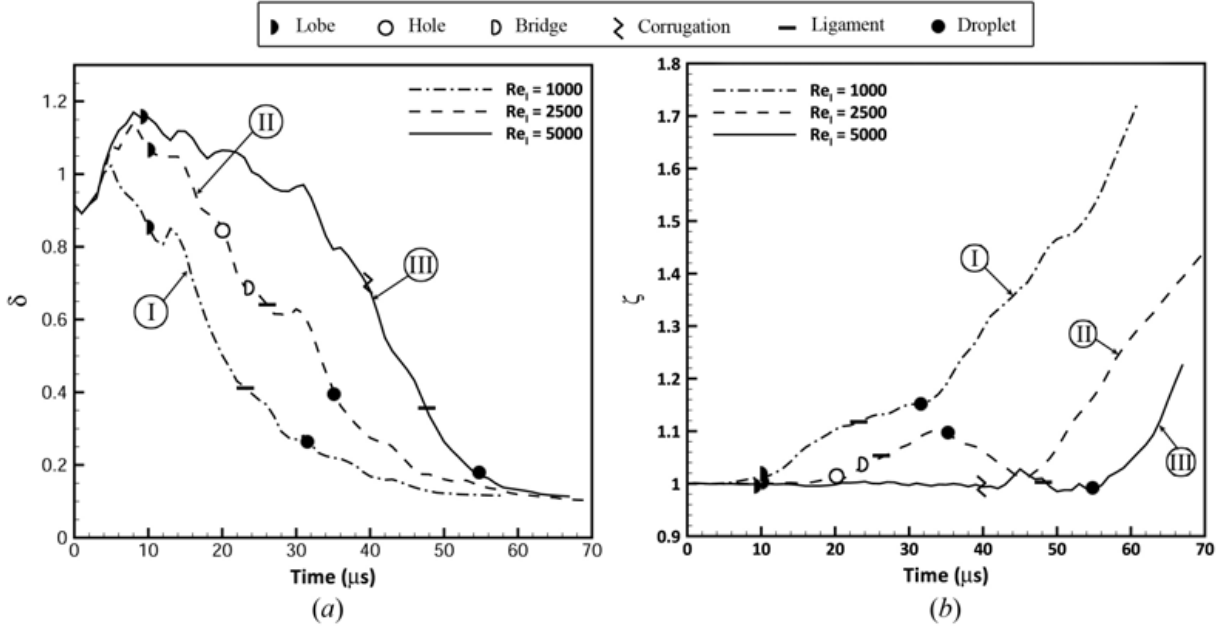 Lobe Hole Bridge Corrugation Ligament Droplet
Re_l = 1000
Re_l = 2500
Re_l = 5000
1.2
1
0.8
0.6
0.4
0.2
0
δ
II
III
I
0 10 20 30 40 50 60 70
Time (μs)
(a)
Re_l = 1000
Re_l = 2500
Re_l = 5000
1.8
1.7
1.6
1.5
1.4
1.3
1.2
1.1
1
0.9
ζ
I
II
III
0 10 20 30 40 50 60 70
Time (μs)
(b)